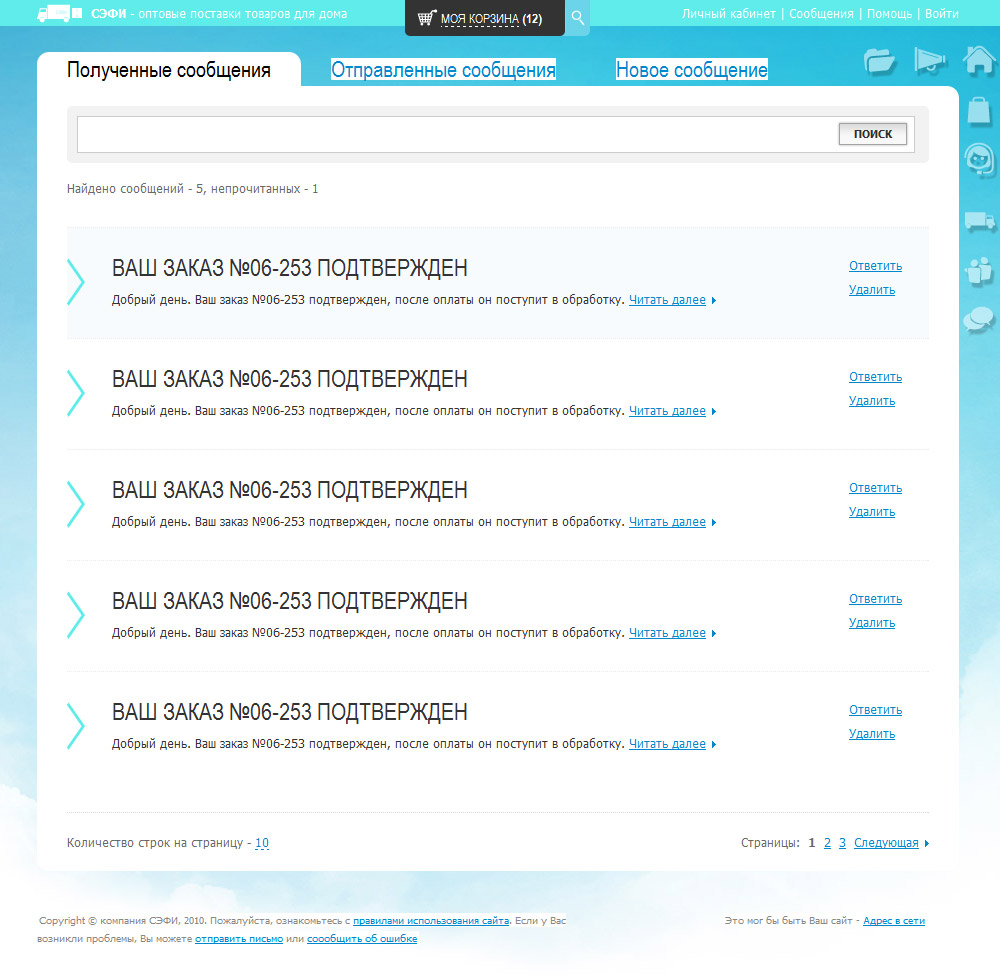 СЭФИ - оптовые поставки товаров для дома
МОЯ КОРЗИНА (12)
Личный кабинет | Сообщения | Помощь | Войти
Полученные сообщения
Отправленные сообщения
Новое сообщение
ПОИСК
Найдено сообщений - 5, непрочитанных - 1
ВАШ ЗАКАЗ №06-253 ПОДТВЕРЖДЕН
Добрый день. Ваш заказ №06-253 подтвержден, после оплаты он поступит в обработку. Читать далее
Ответить
Удалить
ВАШ ЗАКАЗ №06-253 ПОДТВЕРЖДЕН
Добрый день. Ваш заказ №06-253 подтвержден, после оплаты он поступит в обработку. Читать далее
Ответить
Удалить
ВАШ ЗАКАЗ №06-253 ПОДТВЕРЖДЕН
Добрый день. Ваш заказ №06-253 подтвержден, после оплаты он поступит в обработку. Читать далее
Ответить
Удалить
ВАШ ЗАКАЗ №06-253 ПОДТВЕРЖДЕН
Добрый день. Ваш заказ №06-253 подтвержден, после оплаты он поступит в обработку. Читать далее
Ответить
Удалить
ВАШ ЗАКАЗ №06-253 ПОДТВЕРЖДЕН
Добрый день. Ваш заказ №06-253 подтвержден, после оплаты он поступит в обработку. Читать далее
Ответить
Удалить
Количество строк на страницу - 10
Страницы: 1 2 3 Следующая
Copyright © компания СЭФИ, 2010. Пожалуйста, ознакомьтесь с правилами использования сайта. Если у Вас
возникли проблемы, Вы можете отправить письмо или соообщить об ошибке
Это мог бы быть Ваш сайт - Адрес в сети